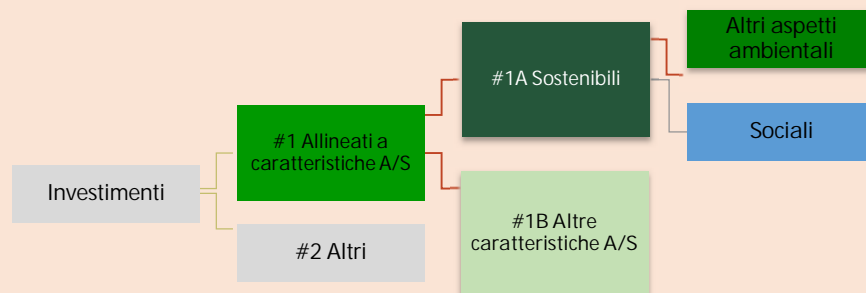 Investimenti
#1 Allineati a
caratteristiche A/S
#2 Altri
#1A Sostenibili
#1B Altre
caratteristiche A/S
Altri aspetti
ambientali
Sociali